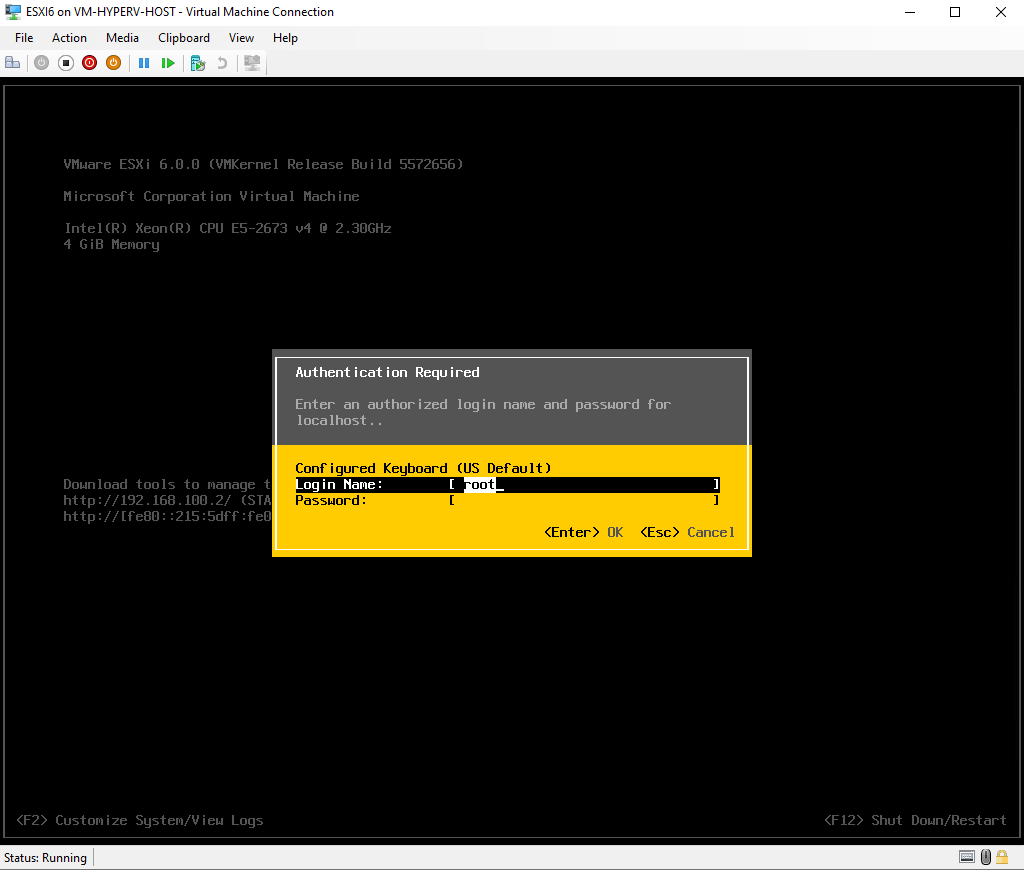 ESXI6 on VM-HYPERV-HOST - Virtual Machine Connection
File Action Media Clipboard View Help
VMware ESXi 6.0.0 (VMKernel Release Build 5572656)
Microsoft Corporation Virtual Machine
Intel(R) Xeon(R) CPU E5-2673 v4 @ 2.30GHz
4 GiB Memory
Authentication Required
Enter an authorized login name and password for
localhost..
Configured Keyboard (US Default)
Login Name: [ root_ ]
Password: [ ]
<Enter> OK <Esc> Cancel
Download tools to manage t
http://192.168.100.2/ (STA
http://[fe80::215:5dff:fe0
<F2> Customize System/View Logs
<F12> Shut Down/Restart
Status: Running